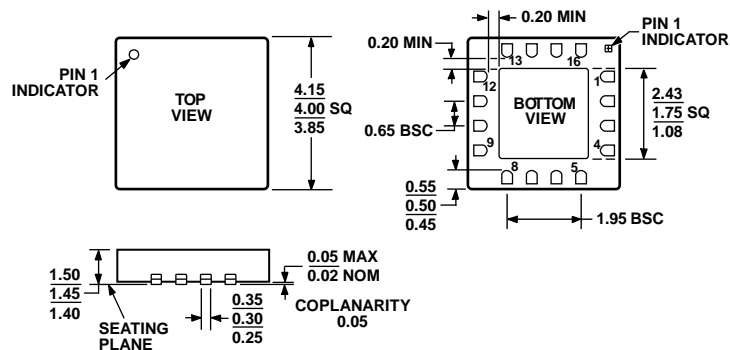 PIN 1
INDICATOR
TOP
VIEW
4.15
4.00 SQ
3.85
0.20 MIN
0.20 MIN
PIN 1
INDICATOR
13
16
12
1
BOTTOM
VIEW
0.65 BSC
9
4
8
5
2.43
1.75 SQ
1.08
0.55
0.50
0.45
1.95 BSC
1.50
1.45
1.40
SEATING
PLANE
0.35
0.30
0.25
0.05 MAX
0.02 NOM
COPLANARITY
0.05